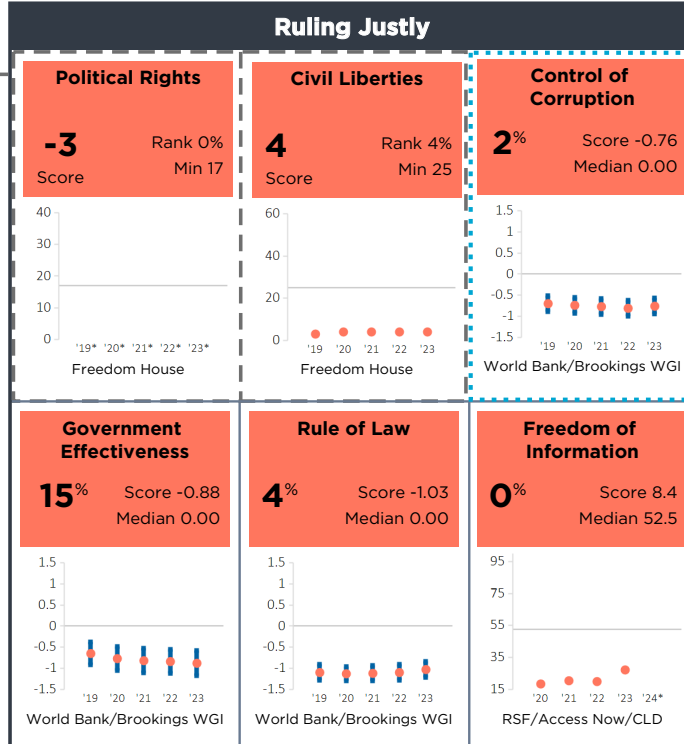 Ruling Justly
Political Rights
-3
Score
Rank 0%
Min 17
40
30
20
10
0
'19* '20* '21* '22* '23*
Freedom House
Civil Liberties
4
Score
Rank 4%
Min 25
60
40
20
0
'19 '20 '21 '22 '23
Freedom House
Control of
Corruption
2%
Score -0.76
Median 0.00
1.5
1
0.5
0
-0.5
-1
-1.5
'19 '20 '21 '22 '23
World Bank/Brookings WGI
Government
Effectiveness
15%
Score -0.88
Median 0.00
1.5
1
0.5
0
-0.5
-1
-1.5
'19 '20 '21 '22 '23
World Bank/Brookings WGI
Rule of Law
4%
Score -1.03
Median 0.00
1.5
1
0.5
0
-0.5
-1
-1.5
'19 '20 '21 '22 '23
World Bank/Brookings WGI
Freedom of
Information
0%
Score 8.4
Median 52.5
95
75
55
35
15
'20 '21 '22 '23 '24*
RSF/Access Now/CLD